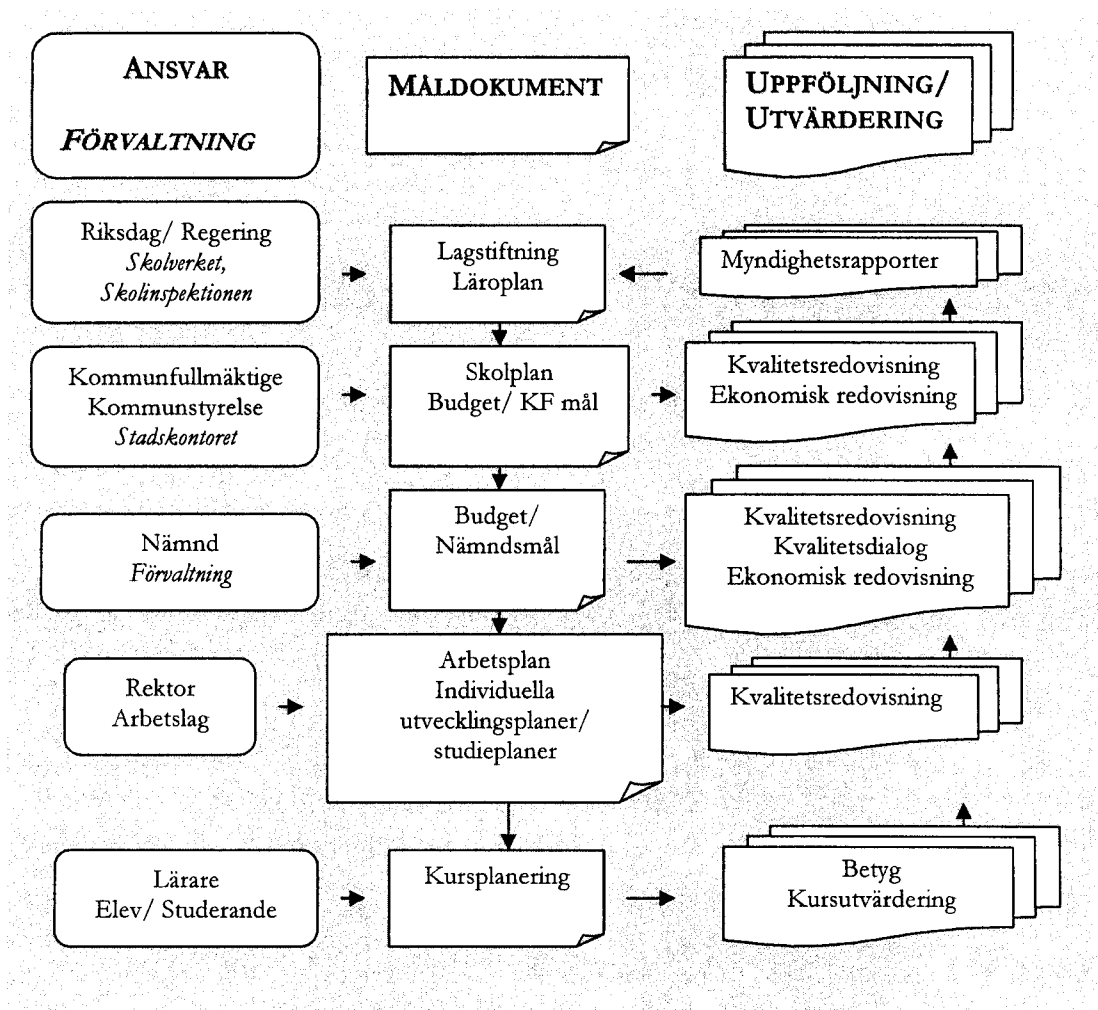 ANSVAR
FÖRVALTNING
MÅLDOKUMENT
UPPFÖLJNING/
UTVÄRDERING
Riksdag/ Regering
Skolverket,
Skolinspektionen
Lagstiftning
Läroplan
Myndighetsrapporter
Kommunfullmäktige
Kommunstyrelse
Stadskontoret
Skolplan
Budget/ KF mål
Kvalitetsredovisning
Ekonomisk redovisning
Nämnd
Förvaltning
Budget/
Nämndsmål
Kvalitetsredovisning
Kvalitetsdialog
Ekonomisk redovisning
Rektor
Arbetslag
Arbetsplan
Individuella
utvecklingsplaner/
studieplaner
Kvalitetsredovisning
Lärare
Elev/ Studerande
Kursplanering
Betyg
Kursutvärdering